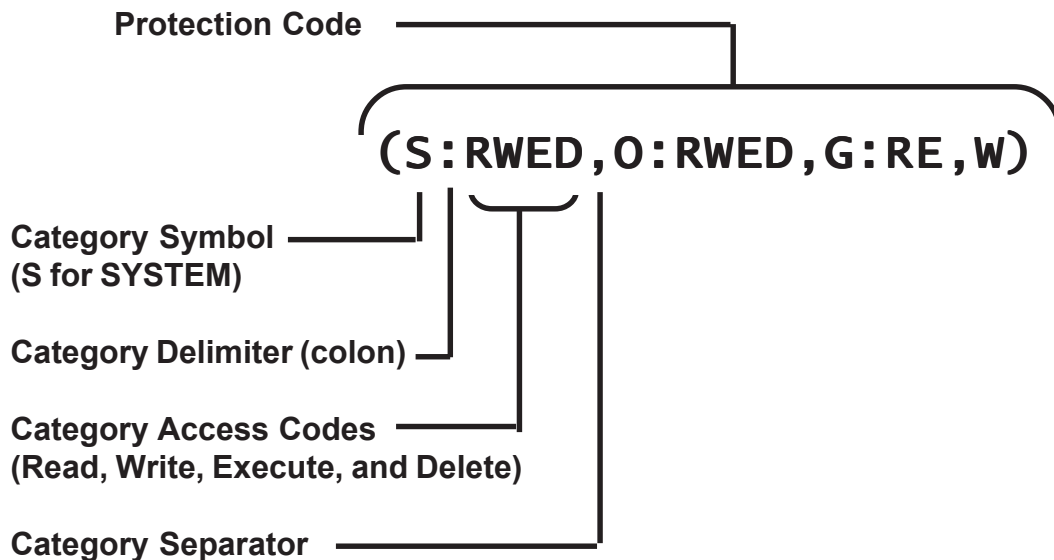 Protection Code
(S:RWED,O:RWED,G:RE,W)
Category Symbol
(S for SYSTEM)
Category Delimiter (colon)
Category Access Codes
(Read, Write, Execute, and Delete)
Category Separator